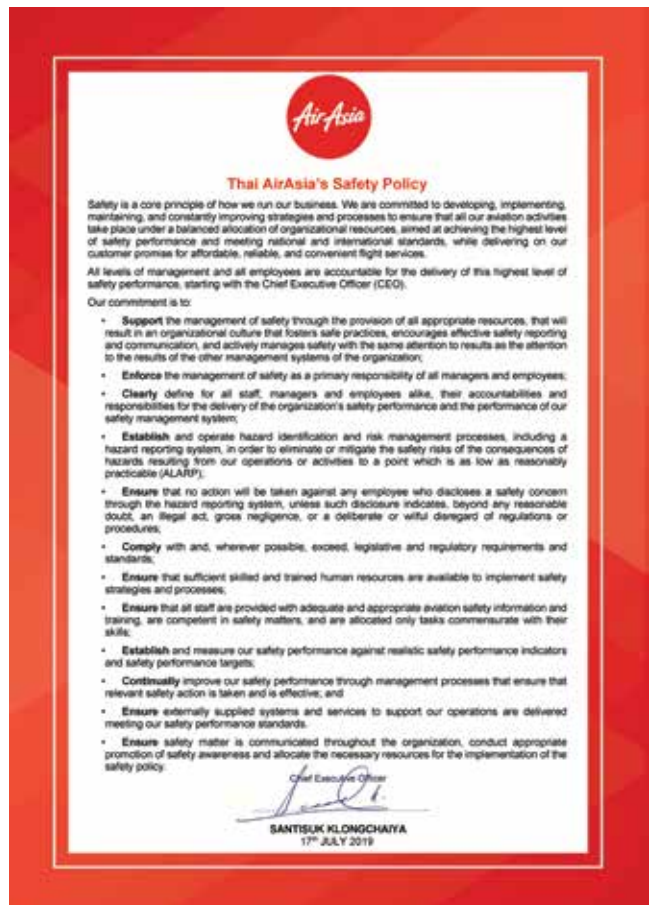 AirAsia
Thai AirAsia's Safety Policy
Safety is a core principle of how we run our business. We are committed to developing, implementing,
maintaining, and constantly improving strategies and processes to ensure that all our aviation activities
take place under a balanced allocation of organizational resources, aimed at achieving the highest level
of safety performance and meeting national and international standards, while delivering on our
customer promise for affordable, reliable, and convenient flight services.
All levels of management and all employees are accountable for the delivery of this highest level of
safety performance, starting with the Chief Executive Officer (CEO).
Our commitment is to:
• Support the management of safety through the provision of all appropriate resources, that will
result in an organizational culture that fosters safe practices, encourages effective safety reporting
and communication, and actively manages safety with the same attention to results as the attention
to the results of the other management systems of the organization;
• Enforce the management of safety as a primary responsibility of all managers and employees;
• Clearly define for all staff, managers and employees alike, their accountabilities and
responsibilities for the delivery of the organization's safety performance and the performance of our
safety management system;
• Establish and operate hazard identification and risk management processes, including a
hazard reporting system, in order to eliminate or mitigate the safety risks of the consequences of
hazards resulting from our operations or activities to a point which is as low as reasonably
practicable (ALARP);
• Ensure that no action will be taken against any employee who discloses a safety concern
through the hazard reporting system, unless such disclosure indicates, beyond any reasonable
doubt, an illegal act, gross negligence, or a deliberate or wilful disregard of regulations or
procedures;
• Comply with and, wherever possible, exceed, legislative and regulatory requirements and
standards;
• Ensure that sufficient skilled and trained human resources are available to implement safety
strategies and processes;
• Ensure that all staff are provided with adequate and appropriate aviation safety information and
training, are competent in safety matters, and are allocated only tasks commensurate with their
skills;
• Establish and measure our safety performance against realistic safety performance indicators
and safety performance targets;
• Continually improve our safety performance through management processes that ensure that
relevant safety action is taken and is effective; and
• Ensure externally supplied systems and services to support our operations are delivered
meeting our safety performance standards.
• Ensure safety matter is communicated throughout the organization, conduct appropriate
promotion of safety awareness and allocate the necessary resources for the implementation of the
safety policy.
Chief Executive Officer
SANTISUK KLONGCHAIYA
17TH JULY 2019